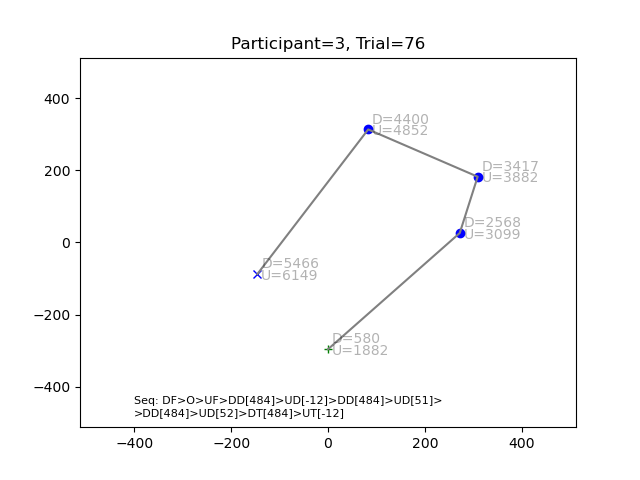 Participant=3, Trial=76
400
200
0
−200
−400
D=4400
U=4852
D=3417
U=3882
D=2568
U=3099
D=5466
U=6149
D=580
U=1882
Seq: DF>O>UF>DD[484]>UD[-12]>DD[484]>UD[51]>
>DD[484]>UD[52]>DT[484]>UT[-12]
−400 −200 0 200 400